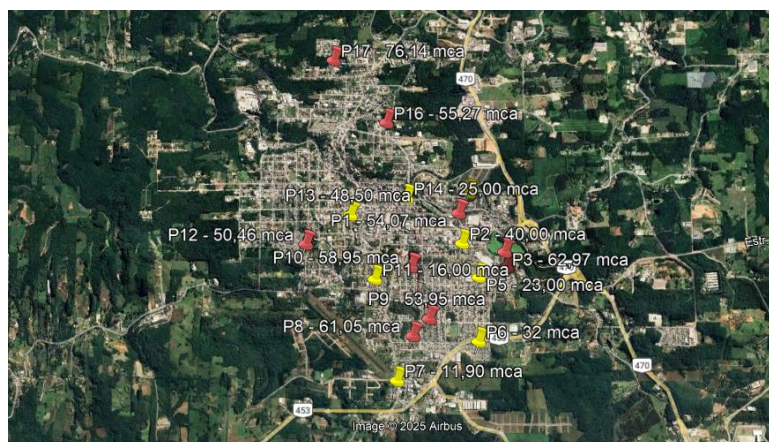 P17 - 76,14 mca
470
P16 - 55,27 mca
P13 - 48,50 mca
P14 - 25,00 mca
P1 - 54,07 mca
P12 - 50,46 mca
P2 - 40,00 mca
Estr
P10 - 58,95 mca
P3 - 62,97 mca
P11 - 16,00 mca
P5 - 23,00 mca
P9 - 53,95 mca
P8 - 61,05 mca
P6 - 32 mca
470
P7 - 11,90 mca
453
Image © 2025 Airbus